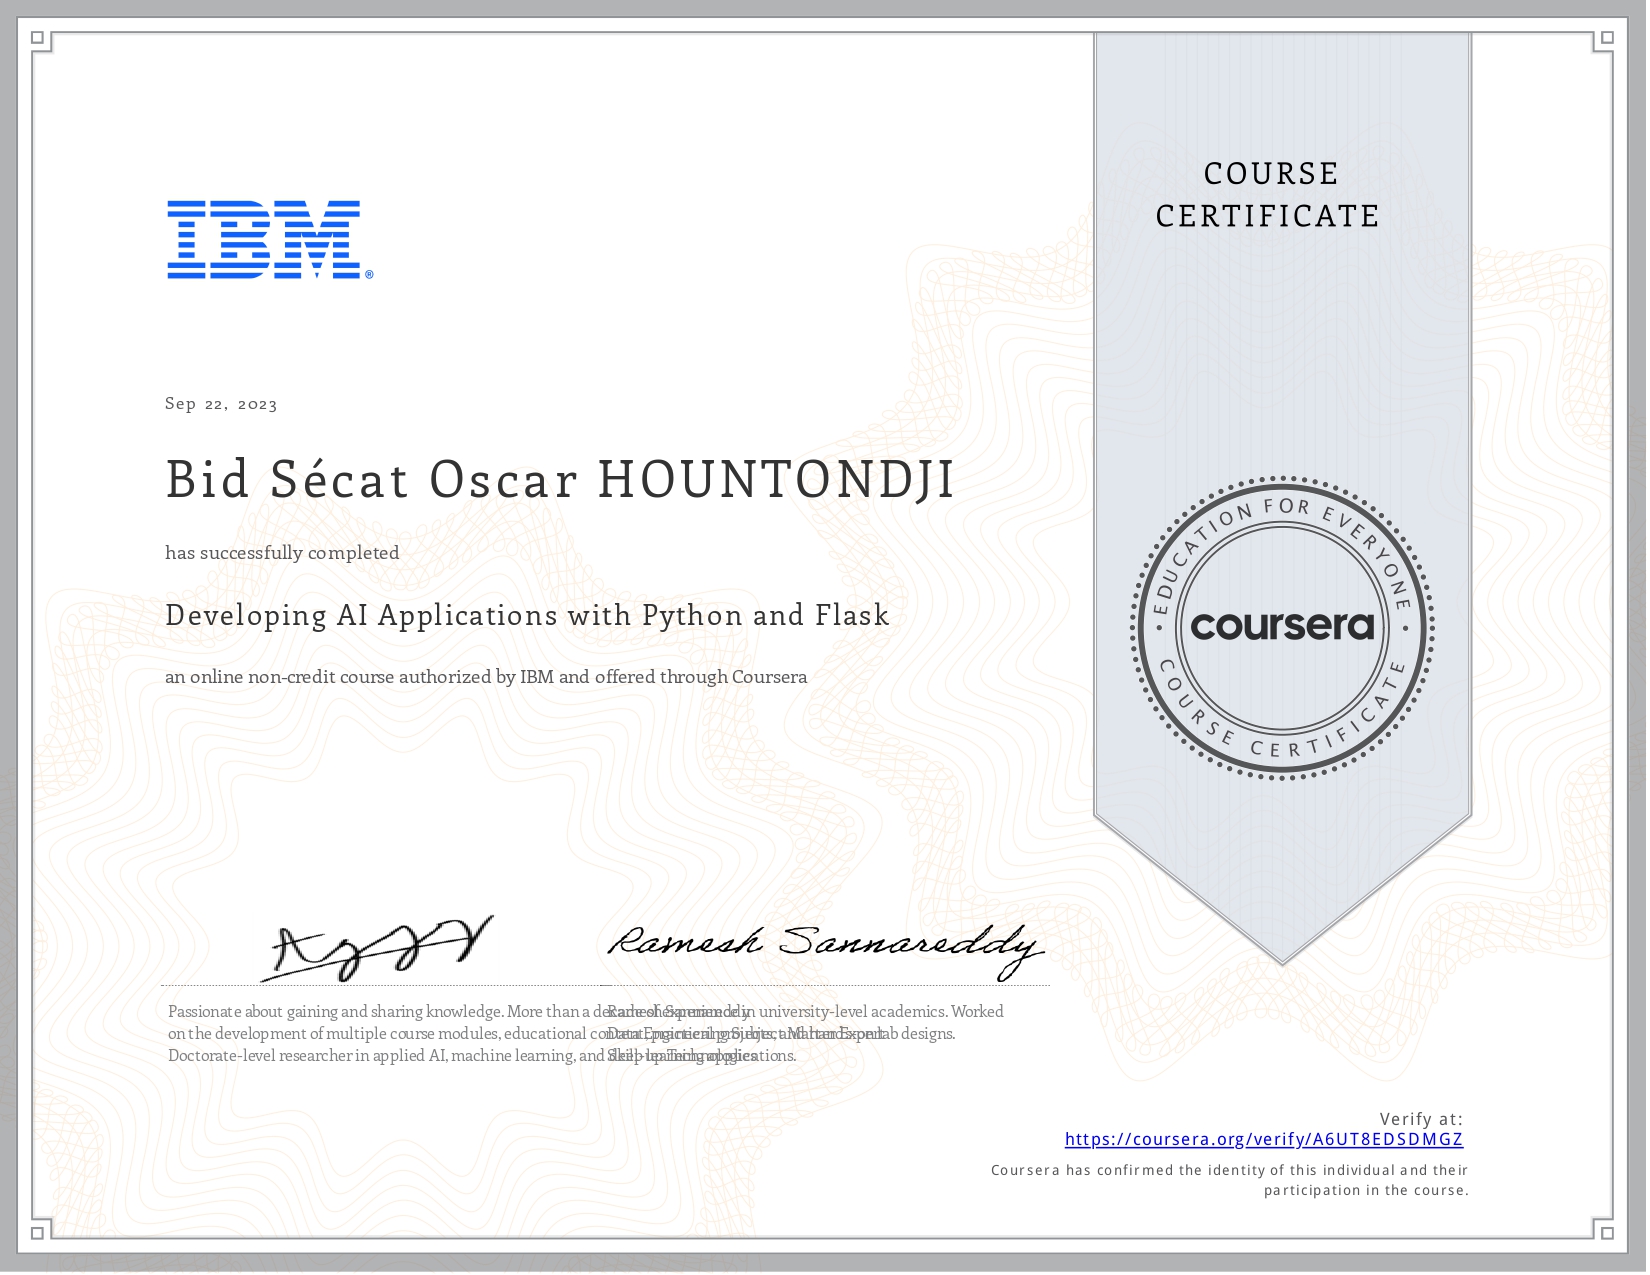 COURSE
CERTIFICATE
IBM®
Sep 22, 2023
Bid Sécat Oscar HOUNTONDJI
has successfully completed
Developing AI Applications with Python and Flask
an online non-credit course authorized by IBM and offered through Coursera
EDUCATION FOR EVERYONE
coursera
COURSE CERTIFICATE
Ramesh Sannareddy
Passionate about gaining and sharing knowledge. More than a decade of experience in university-level academics. Worked
on the development of multiple course modules, educational content, practical projects, and hands-on lab designs.
Doctorate-level researcher in applied AI, machine learning, and deep-learning applications.
Ramesh Sannareddy
Data Engineering Subject Matter Expert
Skill-up Technologies
Verify at:
https://coursera.org/verify/A6UT8EDSDMGZ
Coursera has confirmed the identity of this individual and their
participation in the course.